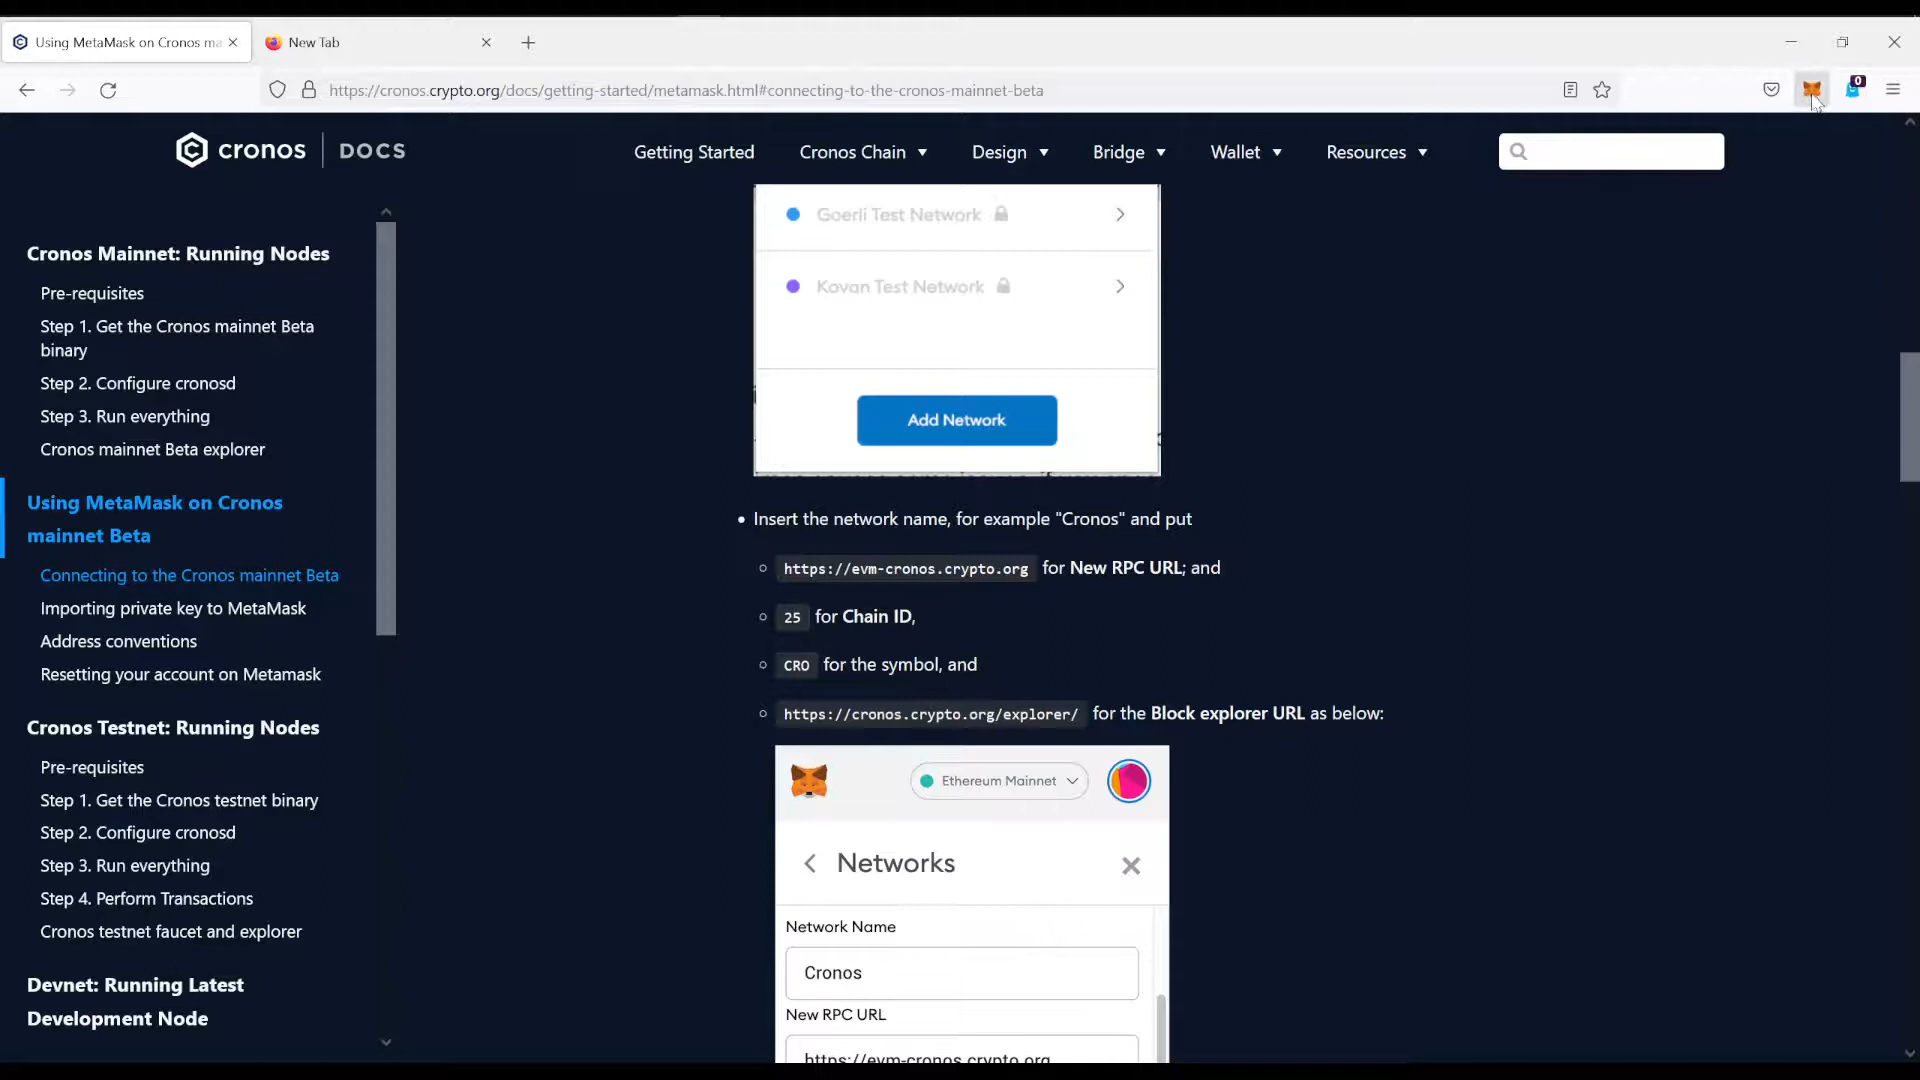 Using MetaMask on Cronos ma
New Tab
https://cronos.crypto.org/docs/getting-started/metamask.html#connecting-to-the-cronos-mainnet-beta
0
cronos | DOCS
Getting Started
Cronos Chain
Design
Bridge
Wallet
Resources
Cronos Mainnet: Running Nodes
Pre-requisites
Step 1. Get the Cronos mainnet Beta
binary
Step 2. Configure cronosd
Step 3. Run everything
Cronos mainnet Beta explorer
Using MetaMask on Cronos
mainnet Beta
Connecting to the Cronos mainnet Beta
Importing private key to MetaMask
Address conventions
Resetting your account on Metamask
Cronos Testnet: Running Nodes
Pre-requisites
Step 1. Get the Cronos testnet binary
Step 2. Configure cronosd
Step 3. Run everything
Step 4. Perform Transactions
Cronos testnet faucet and explorer
Devnet: Running Latest
Development Node
Goerli Test Network
Kovan Test Network
Add Network
• Insert the network name, for example "Cronos" and put
https://evm-cronos.crypto.org for New RPC URL; and
25 for Chain ID,
CRO for the symbol, and
https://cronos.crypto.org/explorer/ for the Block explorer URL as below:
Ethereum Mainnet
Networks
Network Name
Cronos
New RPC URL
https://evm-cronos.crypto.org